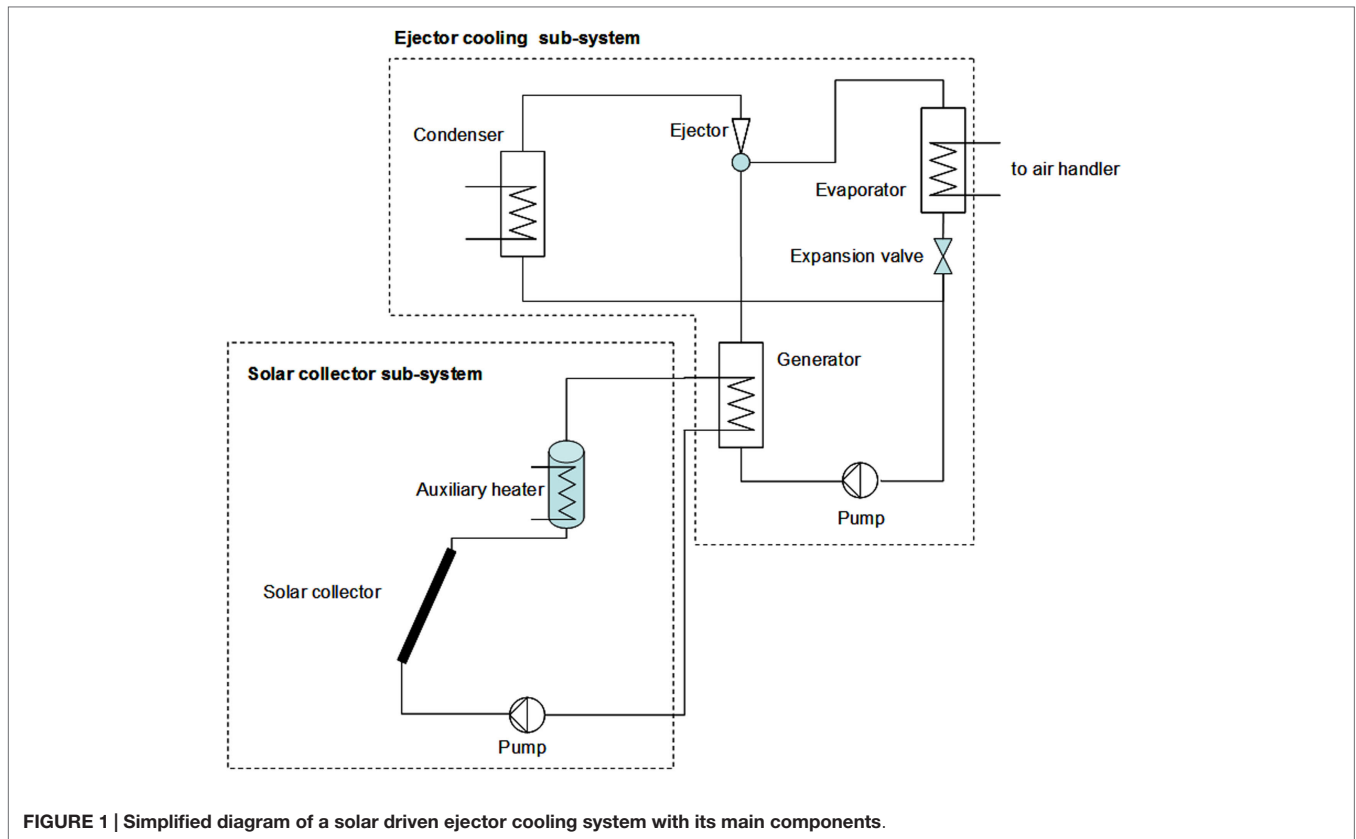 Ejector cooling sub-system
Condenser
Ejector
Evaporator
to air handler
Expansion valve
Generator
Solar collector sub-system
Auxiliary heater
Pump
Solar collector
Pump
FIGURE 1 | Simplified diagram of a solar driven ejector cooling system with its main components.